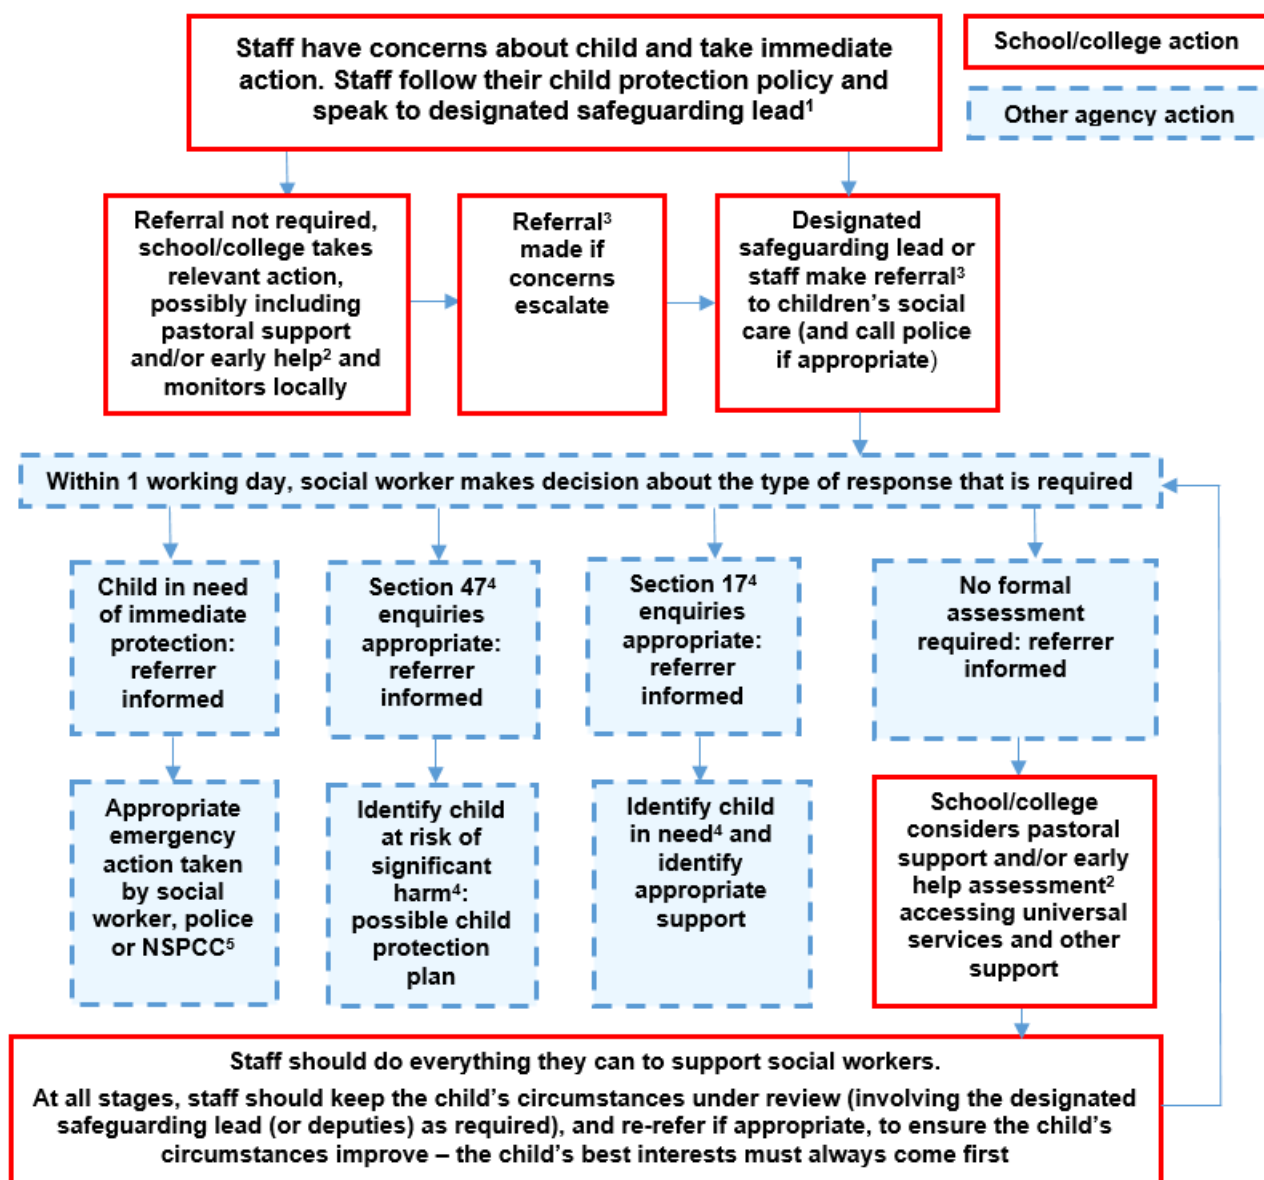 Staff have concerns about child and take immediate
action. Staff follow their child protection policy and
speak to designated safeguarding lead¹
School/college action
Other agency action
Referral not required,
school/college takes
relevant action,
possibly including
pastoral support
and/or early help² and
monitors locally
Referral³
made if
concerns
escalate
Designated
safeguarding lead or
staff make referral³
to children’s social
care (and call police
if appropriate)
Within 1 working day, social worker makes decision about the type of response that is required
Child in need
of immediate
protection:
referrer
informed
Section 47⁴
enquiries
appropriate:
referrer
informed
Section 17⁴
enquiries
appropriate:
referrer
informed
No formal
assessment
required: referrer
informed
Appropriate
emergency
action taken
by social
worker, police
or NSPCC⁵
Identify child
at risk of
significant
harm⁴:
possible child
protection
plan
Identify child
in need⁴ and
identify
appropriate
support
School/college
considers pastoral
support and/or early
help assessment²
accessing universal
services and other
support
Staff should do everything they can to support social workers.
At all stages, staff should keep the child’s circumstances under review (involving the designated
safeguarding lead (or deputies) as required), and re-refer if appropriate, to ensure the child’s
circumstances improve – the child’s best interests must always come first